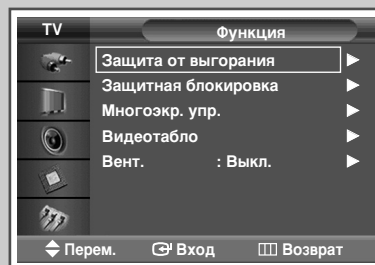 TV
Функция
Защита от выгорания
Защитная блокировка
Многоэкр. упр.
Видеотабло
Вент. : Выкл.
Перем. Вход Возврат